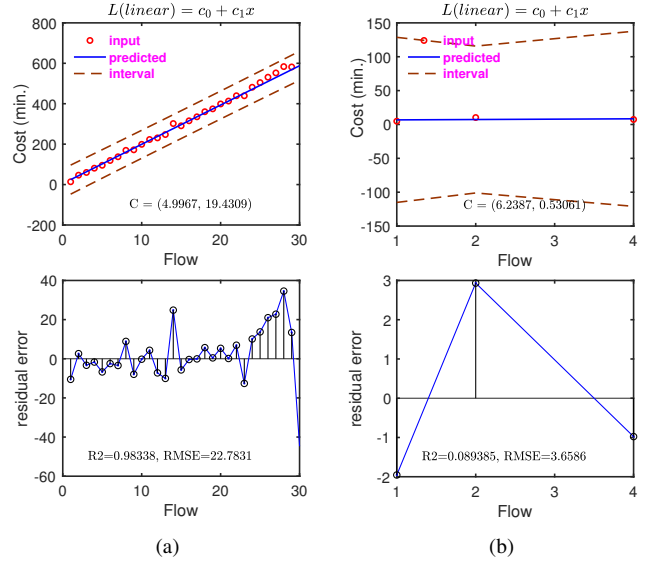 L(linear) = c₀ + c₁x
800
600
400
200
0
-200
Cost (min.)
input
predicted
interval
C = (4.9967, 19.4309)
0
10
20
30
Flow
L(linear) = c₀ + c₁x
150
100
50
0
-50
-100
-150
Cost (min.)
input
predicted
interval
C = (6.2387, 0.53061)
1
2
3
4
Flow
40
20
0
-20
-40
-60
residual error
R2=0.98338, RMSE=22.7831
0
10
20
30
Flow
(a)
3
2
1
0
-1
-2
residual error
R2=0.089385, RMSE=3.6586
1
2
3
4
Flow
(b)